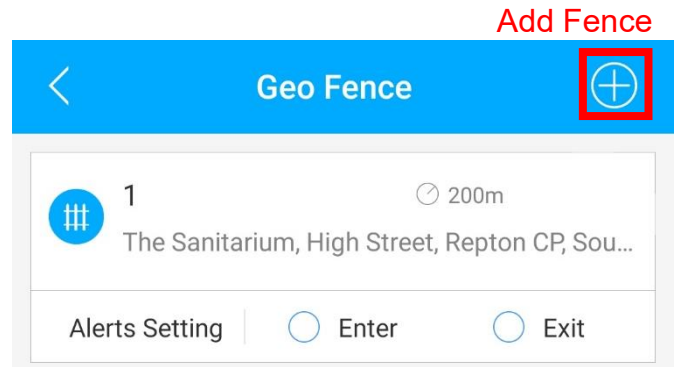 Add Fence
Geo Fence
1 200m
The Sanitarium, High Street, Repton CP, Sou...
Alerts Setting Enter Exit